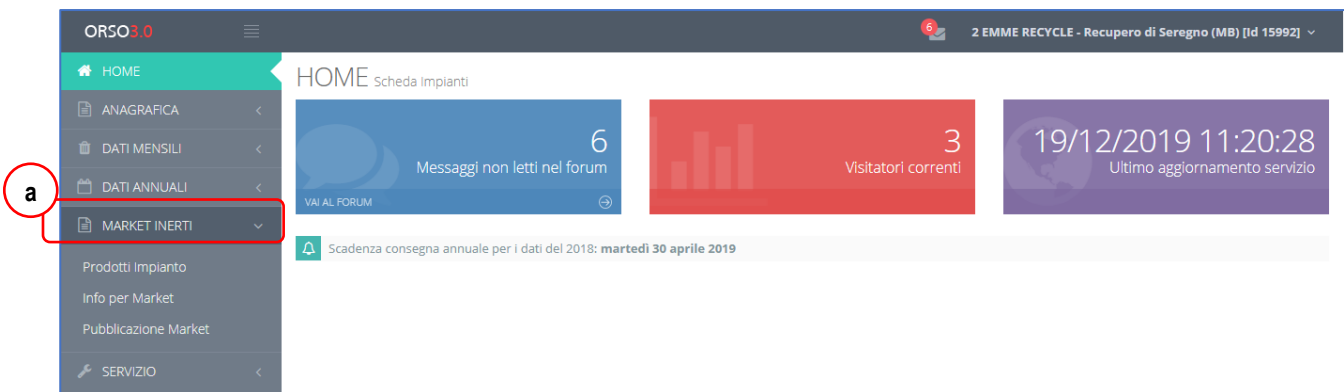 ORSO3.0
6
2 EMME RECYCLE - Recupero di Seregno (MB) [Id 15992]
HOME
ANAGRAFICA
DATI MENSILI
DATI ANNUALI
a
MARKET INERTI
Prodotti Impianto
Info per Market
Pubblicazione Market
SERVIZIO
HOME Scheda Impianti
6
Messaggi non letti nel forum
VAI AL FORUM
3
Visitatori correnti
19/12/2019 11:20:28
Ultimo aggiornamento servizio
Scadenza consegna annuale per i dati del 2018: martedì 30 aprile 2019